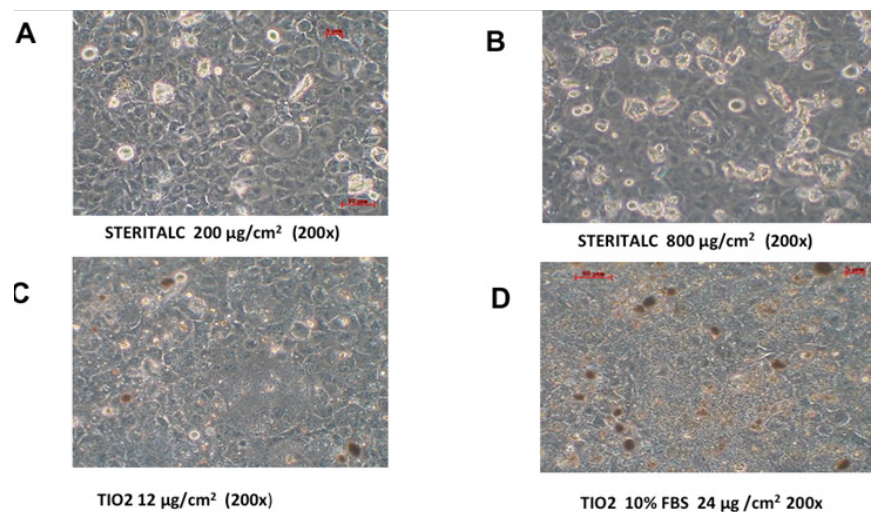 A
B
STERITALC 200 µg/cm² (200x)
STERITALC 800 µg/cm² (200x)
C
D
TIO2 12 µg/cm² (200x)
TIO2 10% FBS 24 µg /cm² 200x